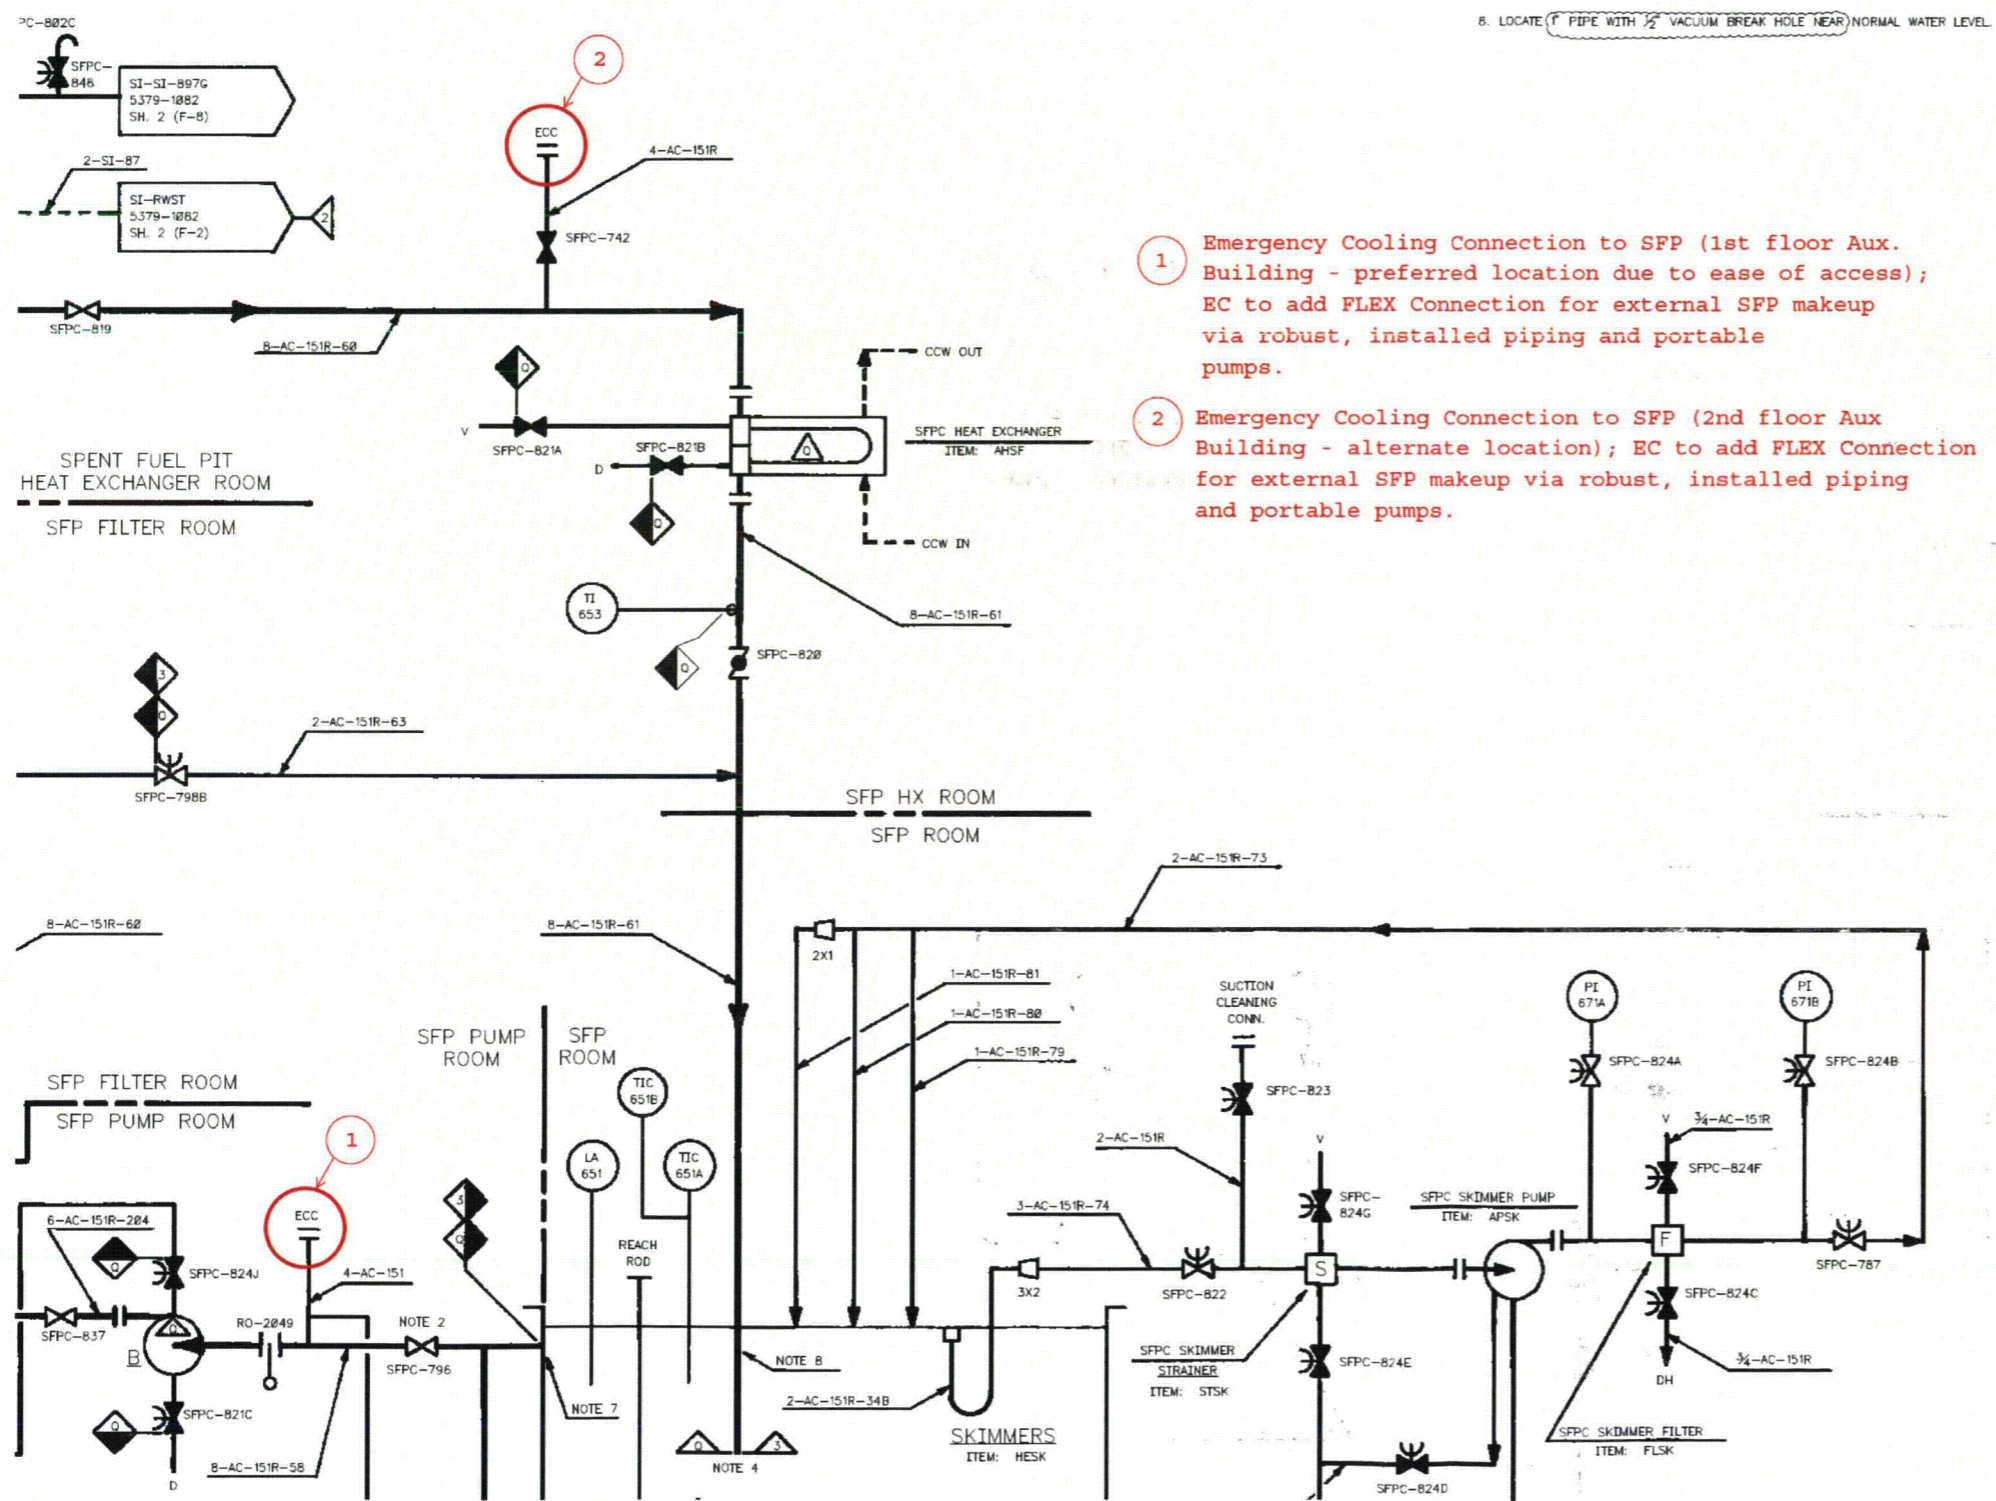 PC-802C
8. LOCATE 1" PIPE WITH 1/2" VACUUM BREAK HOLE NEAR NORMAL WATER LEVEL.
SFPC-
846
SI-SI-897G
5379-1082
SH. 2 (F-8)
2
ECC
4-AC-151R
2-SI-87
SI-RWST
5379-1082
SH. 2 (F-2)
2
SFPC-742
1
Emergency Cooling Connection to SFP (1st floor Aux.
Building - preferred location due to ease of access);
EC to add FLEX Connection for external SFP makeup
via robust, installed piping and portable
pumps.
SFPC-819
8-AC-151R-60
CCW OUT
Q
V
SFPC-821A
SFPC-821B
D
Q
Q
SFPC HEAT EXCHANGER
ITEM: AHSF
CCW IN
2
Emergency Cooling Connection to SFP (2nd floor Aux
Building - alternate location); EC to add FLEX Connection
for external SFP makeup via robust, installed piping
and portable pumps.
SPENT FUEL PIT
HEAT EXCHANGER ROOM
SFP FILTER ROOM
TI
653
8-AC-151R-61
Q
SFPC-820
3
Q
2-AC-151R-63
SFPC-798B
SFP HX ROOM
SFP ROOM
2-AC-151R-73
8-AC-151R-60
8-AC-151R-61
2X1
1-AC-151R-81
1-AC-151R-80
1-AC-151R-79
SUCTION
CLEANING
CONN.
PI
671A
PI
671B
SFP PUMP
ROOM
SFP
ROOM
SFPC-824A
SFPC-824B
SFP FILTER ROOM
SFP PUMP ROOM
TIC
651B
SFPC-823
1
LA
651
TIC
651A
2-AC-151R
V
V
3/4-AC-151R
SFPC-824F
3
Q
ECC
6-AC-151R-204
Q
SFPC-824J
4-AC-151
REACH
ROD
3-AC-151R-74
SFPC-
824G
SFPC SKIMMER PUMP
ITEM: APSK
S
F
SFPC-787
3X2
SFPC-822
SFPC-824C
SFPC-837
Q
B
RO-2049
NOTE 2
SFPC-796
NOTE 8
SFPC SKIMMER
STRAINER
ITEM: STSK
SFPC-824E
3/4-AC-151R
DH
Q
SFPC-821C
NOTE 7
2-AC-151R-34B
SKIMMERS
ITEM: HESK
SFPC SKIMMER FILTER
ITEM: FLSK
Q
3
NOTE 4
8-AC-151R-58
D
SFPC-824D